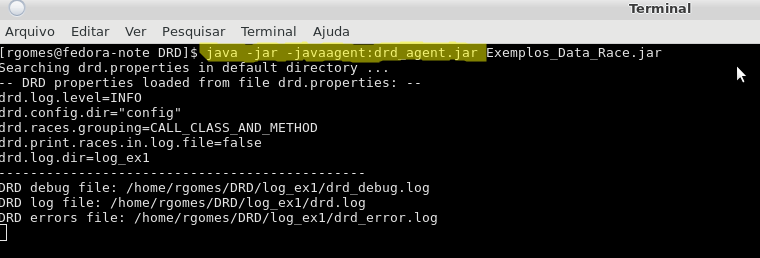 Terminal
Arquivo Editar Ver Pesquisar Terminal Ajuda
[rgomes@fedora-note DRD]$ java -jar -javaagent:drd_agent.jar Exemplos_Data_Race.jar
Searching drd.properties in default directory ...
-- DRD properties loaded from file drd.properties: --
drd.log.level=INFO
drd.config.dir="config"
drd.races.grouping=CALL_CLASS_AND_METHOD
drd.print.races.in.log.file=false
drd.log.dir=log_ex1
----------------------------------------------
DRD debug file: /home/rgomes/DRD/log_ex1/drd_debug.log
DRD log file: /home/rgomes/DRD/log_ex1/drd.log
DRD errors file: /home/rgomes/DRD/log_ex1/drd_error.log